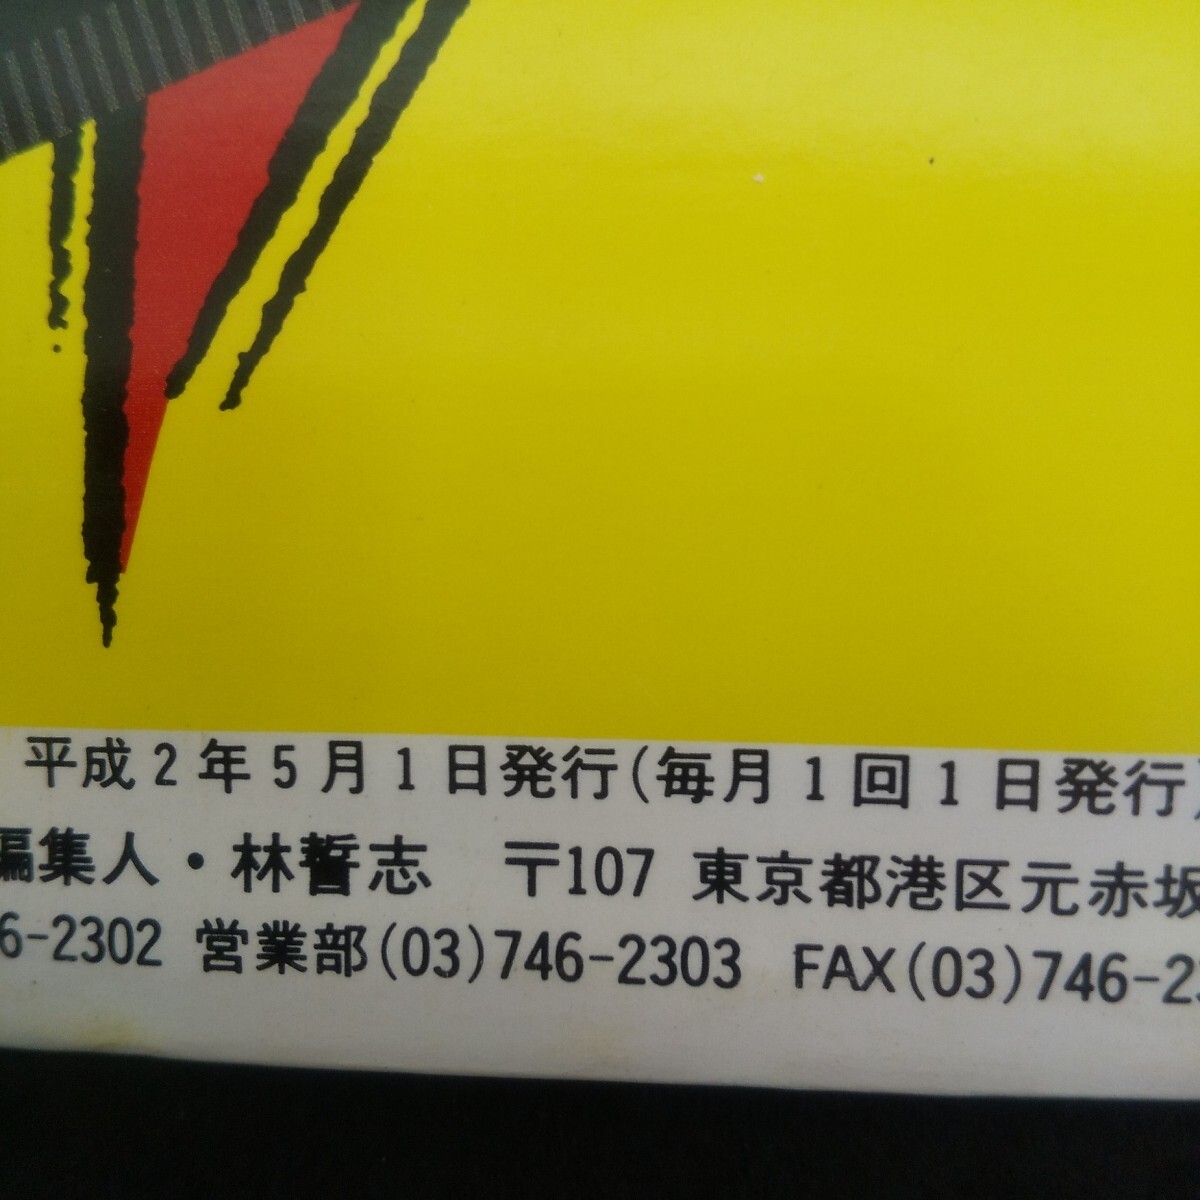 平成2年5月1日発行(毎月1回1日発行)
編集人・林誓志 〒107 東京都港区元赤坂
6-2302 営業部(03)746-2303 FAX(03)746-23